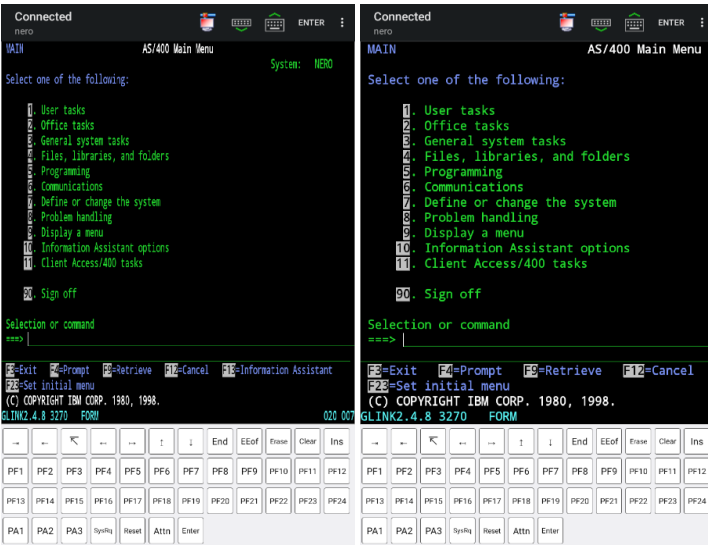 Connected
nero
ENTER
MAIN AS/400 Main Menu
System: NERO
Select one of the following:
1. User tasks
2. Office tasks
3. General system tasks
4. Files, libraries, and folders
5. Programming
6. Communications
7. Define or change the system
8. Problem handling
9. Display a menu
10. Information Assistant options
11. Client Access/400 tasks
90. Sign off
Selection or command
===>
F3=Exit F4=Prompt F9=Retrieve F12=Cancel F13=Information Assistant
F23=Set initial menu
(C) COPYRIGHT IBM CORP. 1980, 1998.
GLINK2.4.8 3270 FORM 020 007
→ ← ↖ ↔ ↔ ↑ ↓ End EEof Erase Clear Ins
PF1 PF2 PF3 PF4 PF5 PF6 PF7 PF8 PF9 PF10 PF11 PF12
PF13 PF14 PF15 PF16 PF17 PF18 PF19 PF20 PF21 PF22 PF23 PF24
PA1 PA2 PA3 SysRq Reset Attn Enter
Connected
nero
ENTER
MAIN AS/400 Main Menu
Select one of the following:
1. User tasks
2. Office tasks
3. General system tasks
4. Files, libraries, and folders
5. Programming
6. Communications
7. Define or change the system
8. Problem handling
9. Display a menu
10. Information Assistant options
11. Client Access/400 tasks
90. Sign off
Selection or command
===>
F3=Exit F4=Prompt F9=Retrieve F12=Cancel
F23=Set initial menu
(C) COPYRIGHT IBM CORP. 1980, 1998.
GLINK2.4.8 3270 FORM
→ ← ↖ ↔ ↔ ↑ ↓ End EEof Erase Clear Ins
PF1 PF2 PF3 PF4 PF5 PF6 PF7 PF8 PF9 PF10 PF11 PF12
PF13 PF14 PF15 PF16 PF17 PF18 PF19 PF20 PF21 PF22 PF23 PF24
PA1 PA2 PA3 SysRq Reset Attn Enter